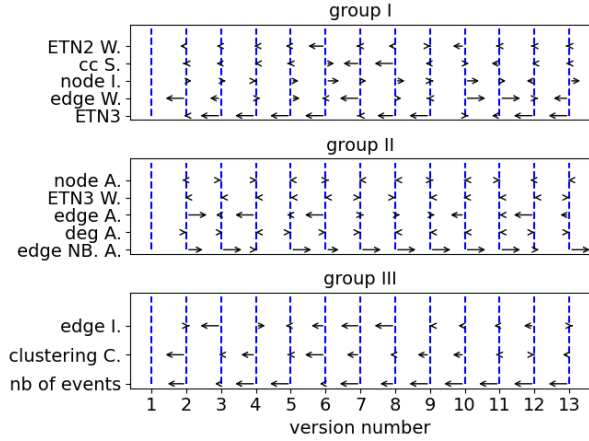 group I
ETN2 W.
cc S.
node I.
edge W.
ETN3
group II
node A.
ETN3 W.
edge A.
deg A.
edge NB. A.
group III
edge I.
clustering C.
nb of events
1 2 3 4 5 6 7 8 9 10 11 12 13
version number